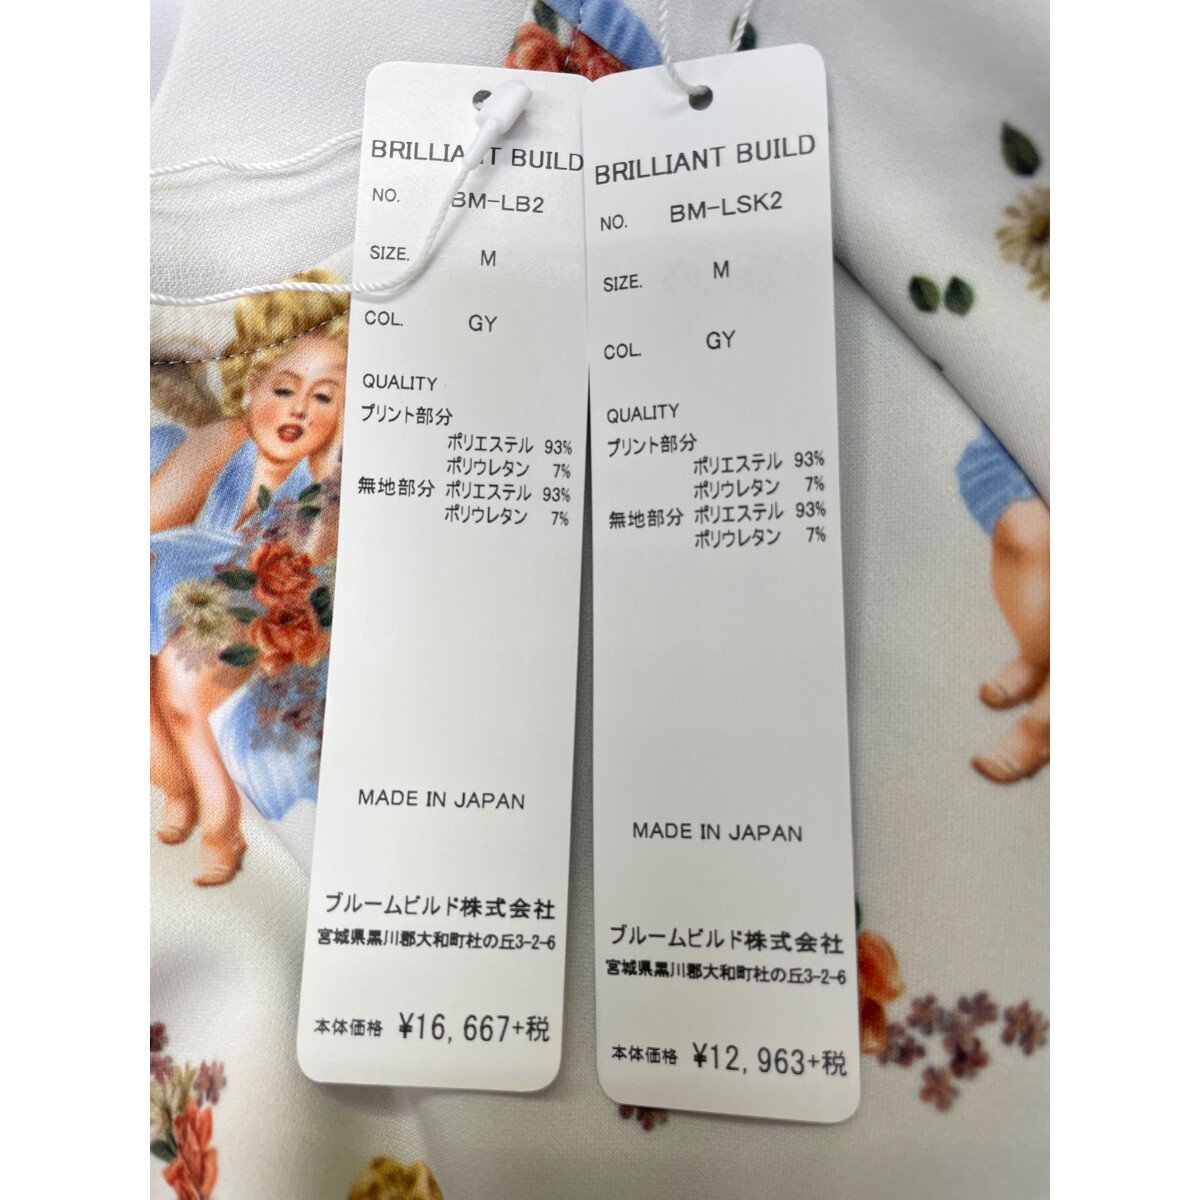 BRILLIANT BUILD
NO. BM-LB2
SIZE. M
COL. GY
QUALITY
プリント部分
ポリエステル 93%
ポリウレタン 7%
無地部分 ポリエステル 93%
ポリウレタン 7%
MADE IN JAPAN
ブルームビルド株式会社
宮城県黒川郡大和町杜の丘3-2-6
本体価格 ¥16,667+税
BRILLIANT BUILD
NO. BM-LSK2
SIZE. M
COL. GY
QUALITY
プリント部分
ポリエステル 93%
ポリウレタン 7%
無地部分 ポリエステル 93%
ポリウレタン 7%
MADE IN JAPAN
ブルームビルド株式会社
宮城県黒川郡大和町杜の丘3-2-6
本体価格 ¥12,963+税